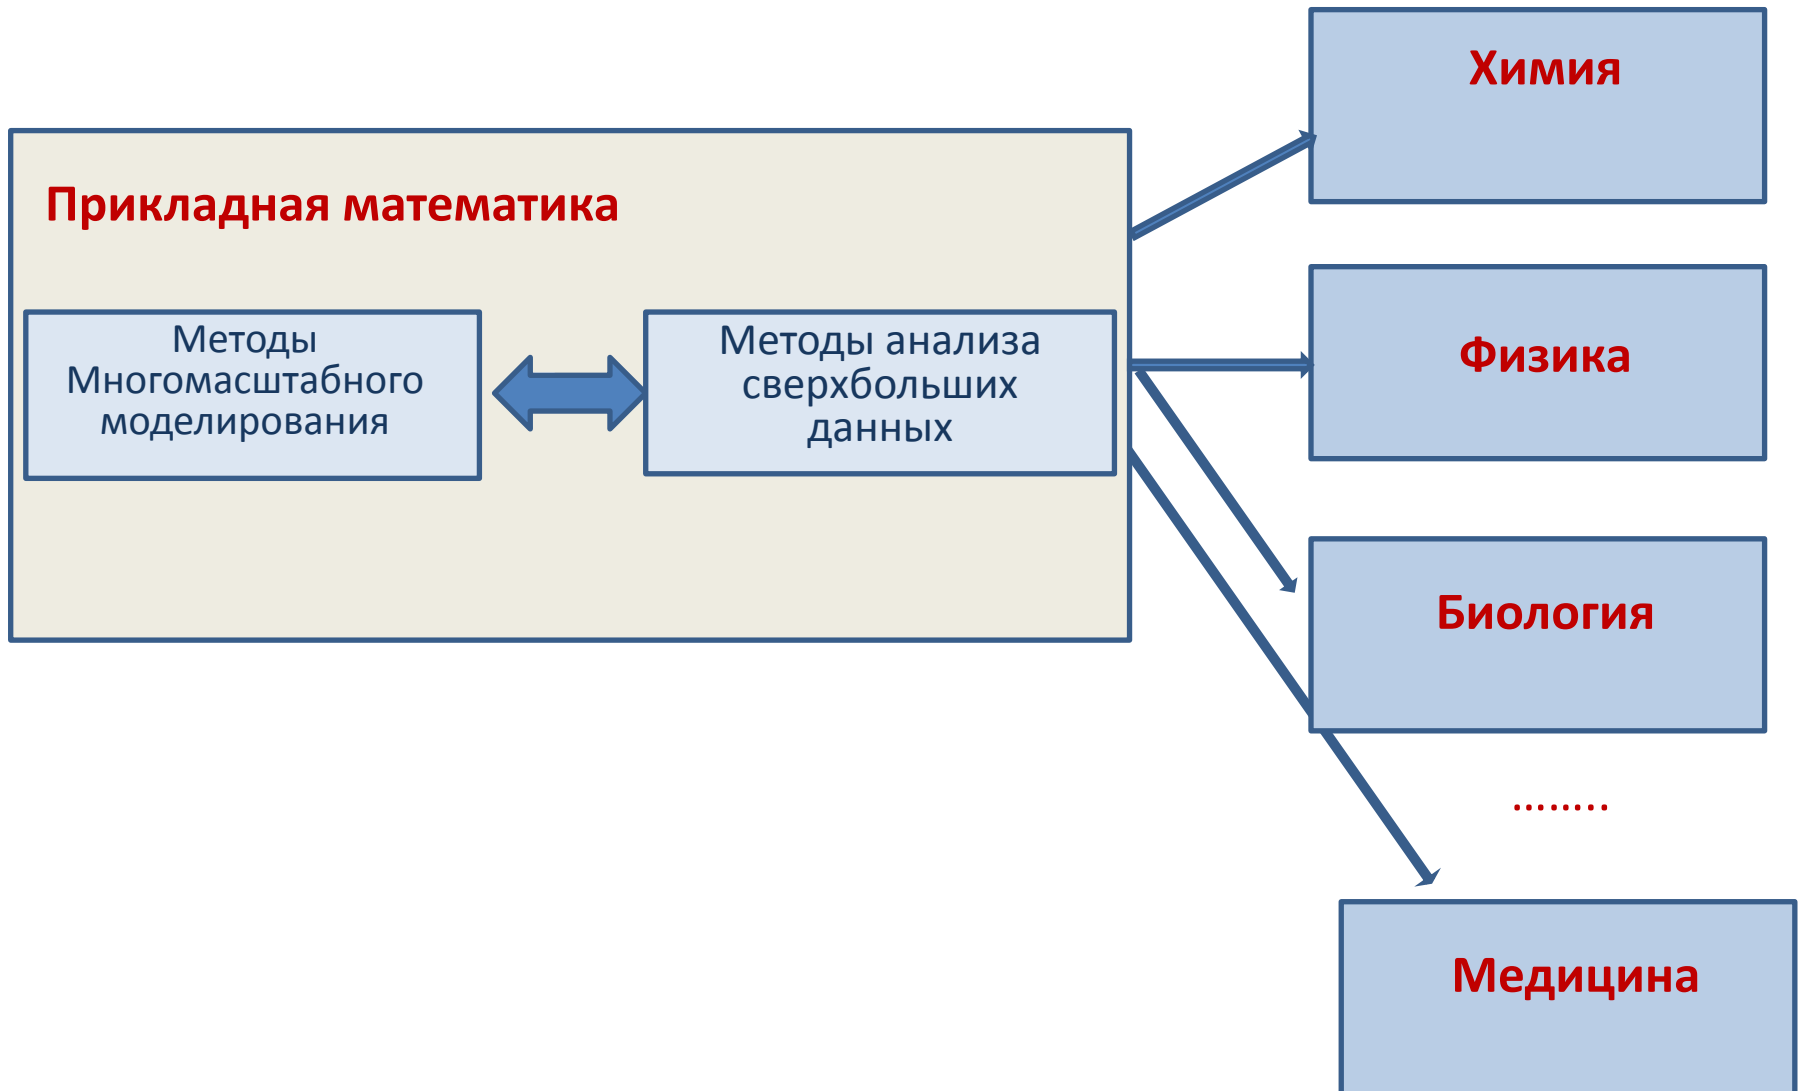 Химия
Прикладная математика
Методы
Многомасштабного
моделирования
Методы анализа
сверхбольших
данных
Физика
Биология
........
Медицина